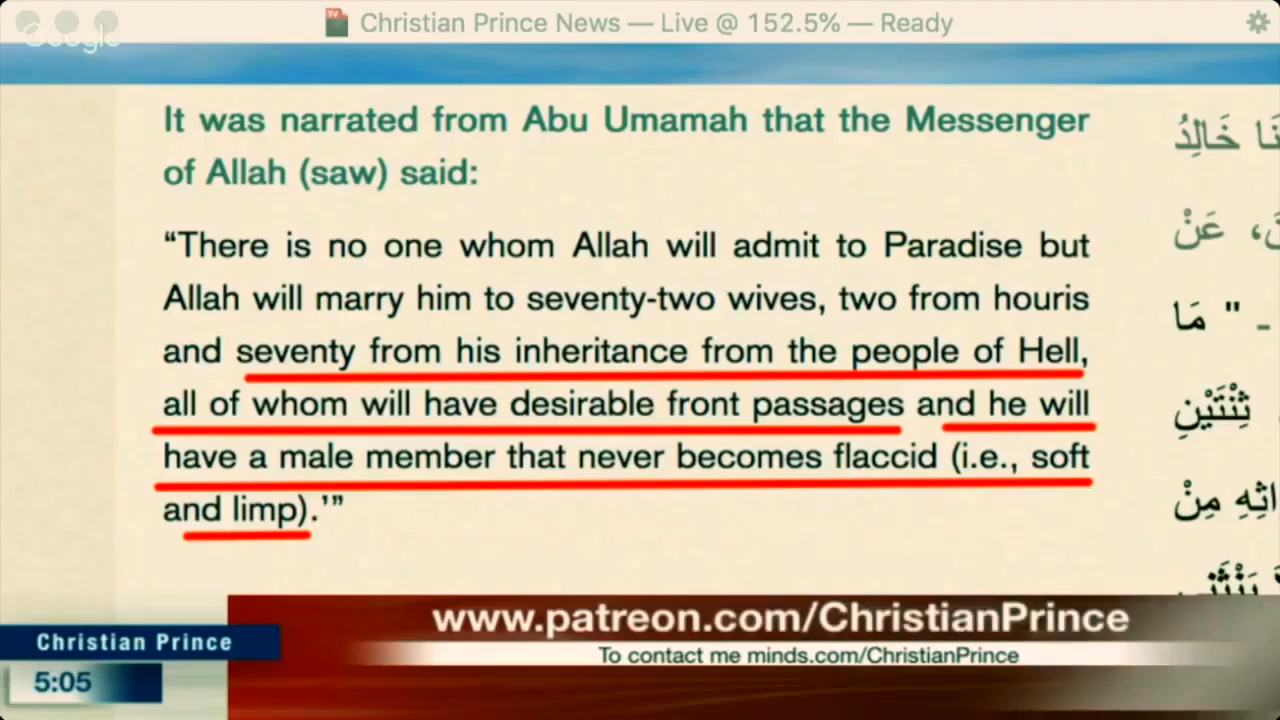 Christian Prince News — Live @ 152.5% — Ready
Google
It was narrated from Abu Umamah that the Messenger
of Allah (saw) said:
“There is no one whom Allah will admit to Paradise but
Allah will marry him to seventy-two wives, two from houris
and seventy from his inheritance from the people of Hell,
all of whom will have desirable front passages and he will
have a male member that never becomes flaccid (i.e., soft
and limp).’”
خَالِدُ
عَنْ
" مَا
ثِنْتَيْنِ
مِنْ
www.patreon.com/ChristianPrince
To contact me minds.com/ChristianPrince
Christian Prince
5:05